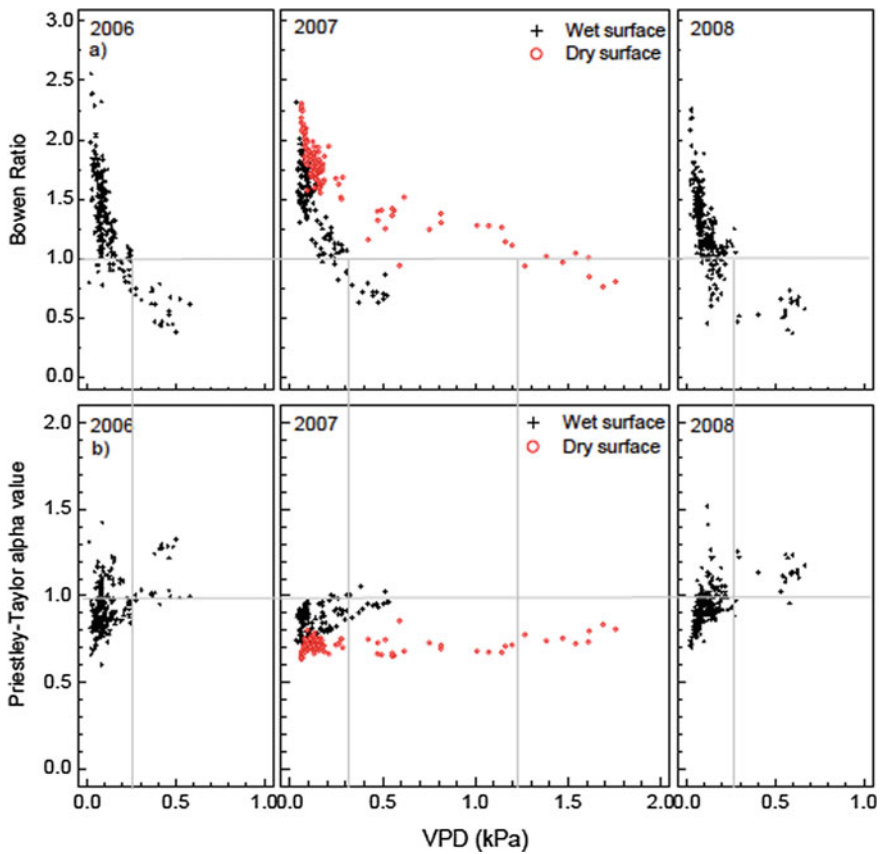 2006
a)
2007
+ Wet surface
○ Dry surface
2008
3.0
2.5
2.0
1.5
1.0
0.5
0.0
Bowen Ratio
2006
b)
2007
+ Wet surface
○ Dry surface
2008
2.0
1.5
1.0
0.5
0.0
Priestley-Taylor alpha value
0.0 0.5 1.0
0.0 0.5 1.0 1.5 2.0
0.0 0.5 1.0
VPD (kPa)